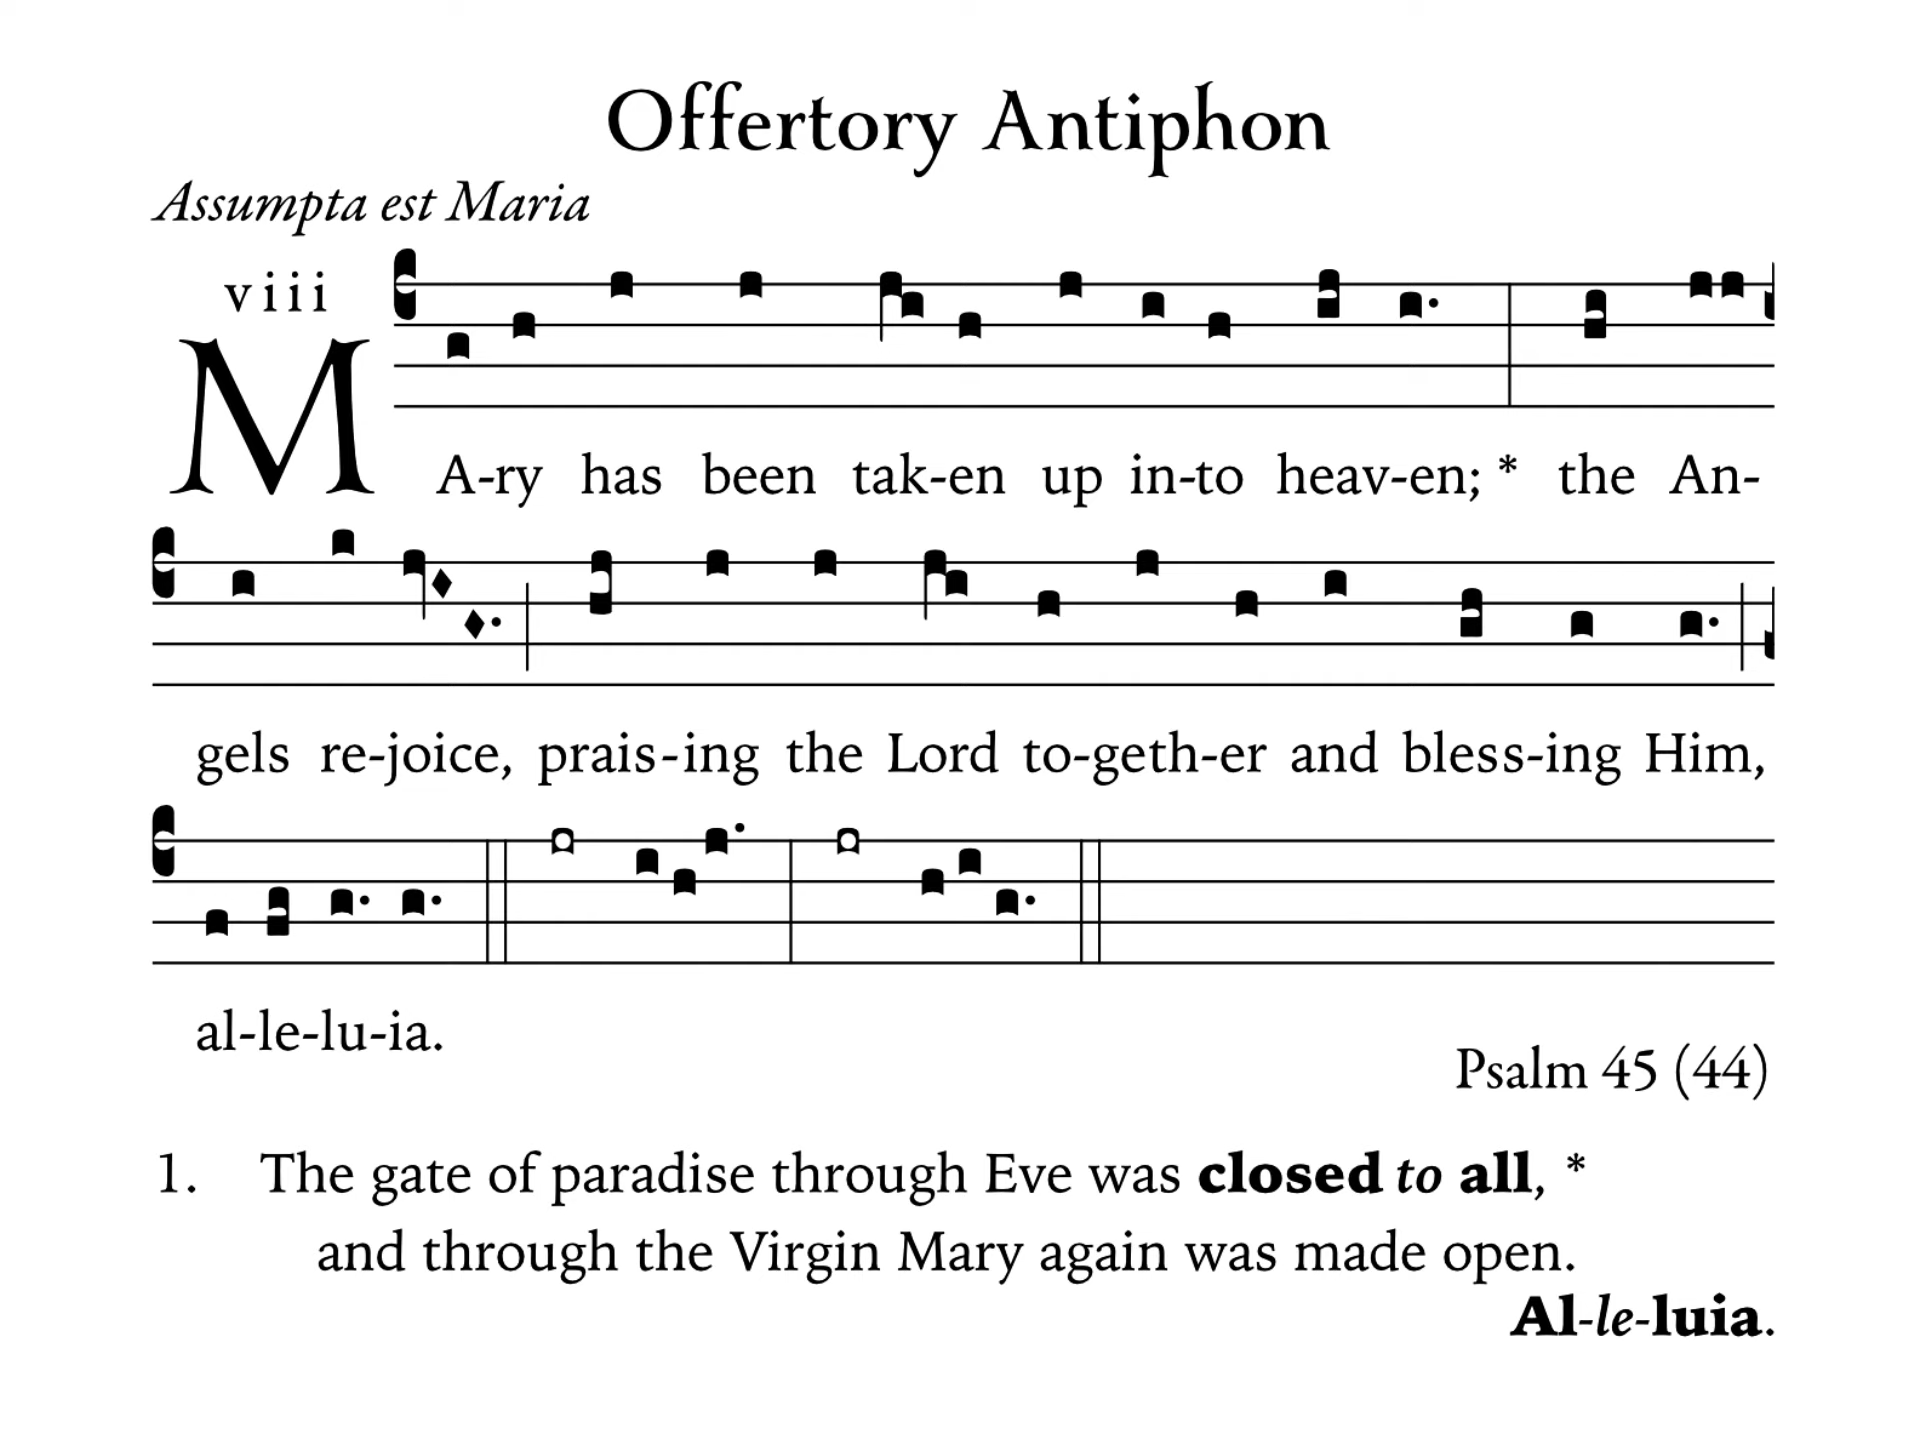 Offertory Antiphon
Assumpta est Maria
viii
MA-ry has been tak-en up in-to heav-en; * the An-
gels re-joice, prais-ing the Lord to-geth-er and bless-ing Him,
al-le-lu-ia.
Psalm 45 (44)
1. The gate of paradise through Eve was closed to all, *
and through the Virgin Mary again was made open.
Al-le-luia.